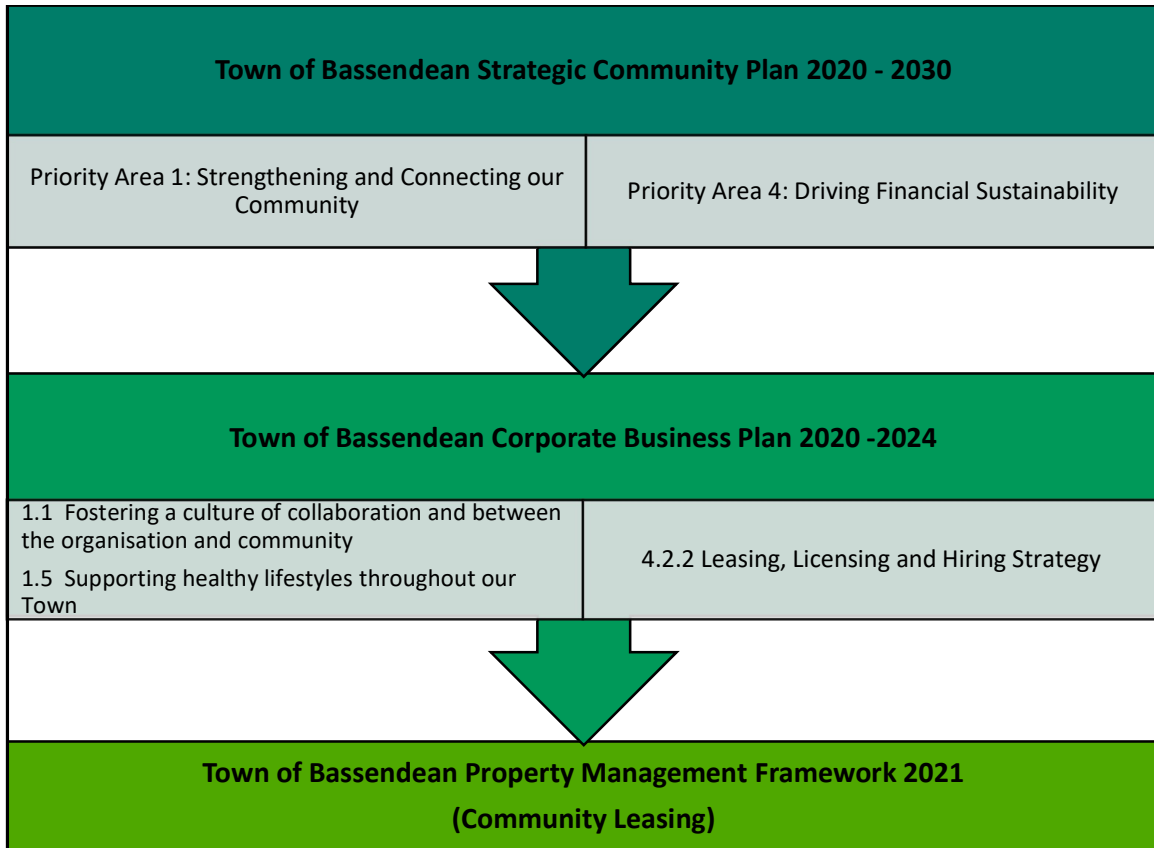 Town of Bassendean Strategic Community Plan 2020 - 2030
Priority Area 1: Strengthening and Connecting our
Community
Priority Area 4: Driving Financial Sustainability
Town of Bassendean Corporate Business Plan 2020 -2024
1.1 Fostering a culture of collaboration and between
the organisation and community
1.5 Supporting healthy lifestyles throughout our
Town
4.2.2 Leasing, Licensing and Hiring Strategy
Town of Bassendean Property Management Framework 2021
(Community Leasing)